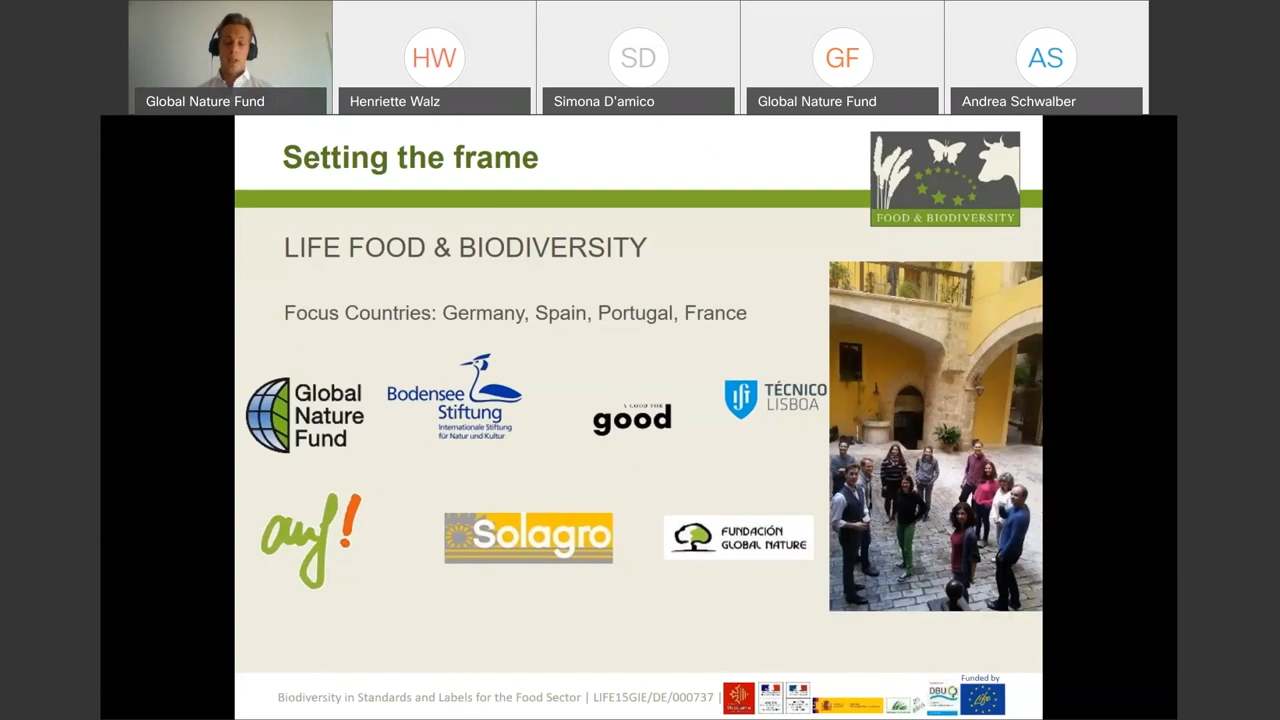 HW
SD
GF
AS
Global Nature Fund
Henriette Walz
Simona D'amico
Global Nature Fund
Andrea Schwalber
Setting the frame
FOOD & BIODIVERSITY
LIFE FOOD & BIODIVERSITY
Focus Countries: Germany, Spain, Portugal, France
Global
Nature
Fund
Bodensee
Stiftung
Internationale Stiftung
für Natur und Kultur
good
TÉCNICO
LISBOA
auf!
Solagro
FUNDACIÓN
GLOBAL NATURE
Funded by
Biodiversity in Standards and Labels for the Food Sector | LIFE15GIE/DE/000737 |
DBU
Life